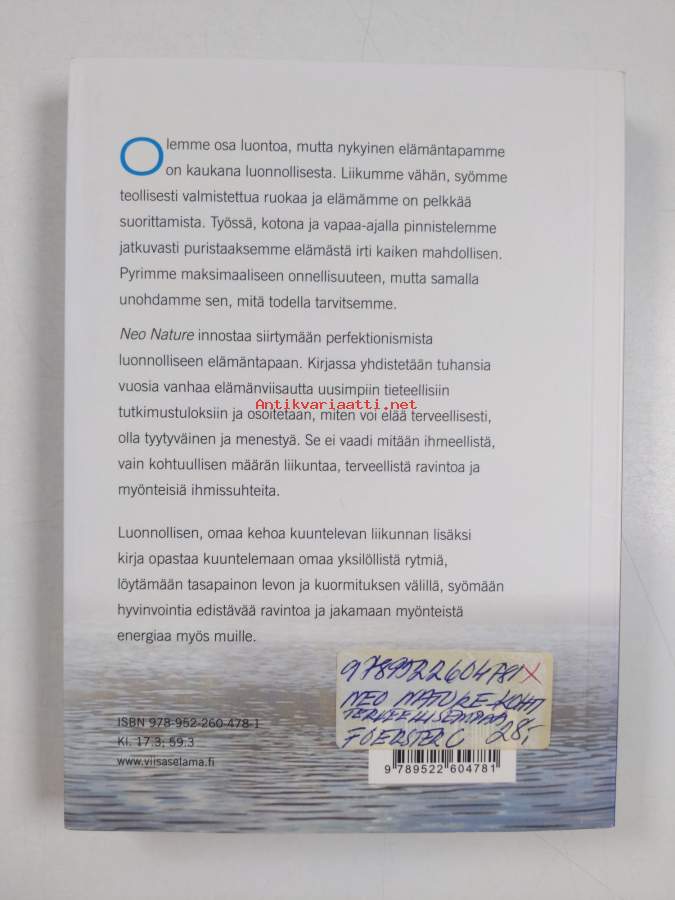 Olemme osa luontoa, mutta nykyinen elämäntapamme
on kaukana luonnollisesta. Liikumme vähän, syömme
teollisesti valmistettua ruokaa ja elämämme on pelkkää
suorittamista. Työssä, kotona ja vapaa-ajalla pinnistelemme
jatkuvasti puristaaksemme elämästä irti kaiken mahdollisen.
Pyrimme maksimaaliseen onnellisuuteen, mutta samalla
unohdamme sen, mitä todella tarvitsemme.
Neo Nature innostaa siirtymään perfektionismista
luonnolliseen elämäntapaan. Kirjassa yhdistetään tuhansia
vuosia vanhaa elämänviisautta uusimpiin tieteellisiin
Antikvariaatti.net
tutkimustuloksiin ja osoitetaan, miten voi elää terveellisesti,
olla tyytyväinen ja menestyä. Se ei vaadi mitään ihmeellistä,
vain kohtuullisen määrän liikuntaa, terveellistä ravintoa ja
myönteisiä ihmissuhteita.
Luonnollisen, omaa kehoa kuuntelevan liikunnan lisäksi
kirja opastaa kuuntelemaan omaa yksilöllistä rytmiä,
löytämään tasapainon levon ja kuormituksen välillä, syömään
hyvinvointia edistävää ravintoa ja jakamaan myönteistä
energiaa myös muille.
9789522604781X
NEO NATURE-KOHTI
TERVEELLISEMPÄÄ
FOERSTER C 28,-
ISBN 978-952-260-478-1
Kl. 17.3; 59.3
www.viisaselama.fi
9 789522 604781